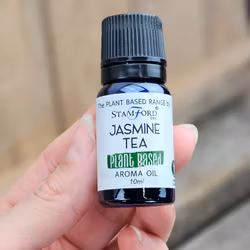 The PLANT BASED RANGE by
STAMFORD®
JASMINE
TEA
PLANT BASED
AROMA OIL
10ml